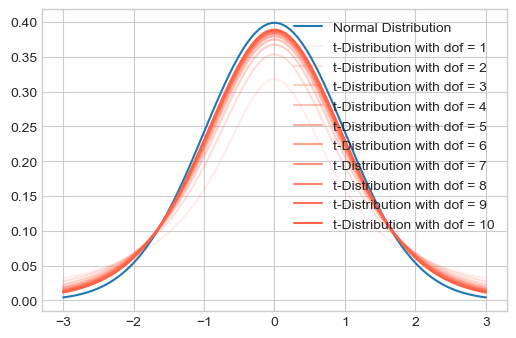 0.40
0.35
0.30
0.25
0.20
0.15
0.10
0.05
0.00
−3
−2
−1
0
1
2
3
Normal Distribution
t-Distribution with dof = 1
t-Distribution with dof = 2
t-Distribution with dof = 3
t-Distribution with dof = 4
t-Distribution with dof = 5
t-Distribution with dof = 6
t-Distribution with dof = 7
t-Distribution with dof = 8
t-Distribution with dof = 9
t-Distribution with dof = 10